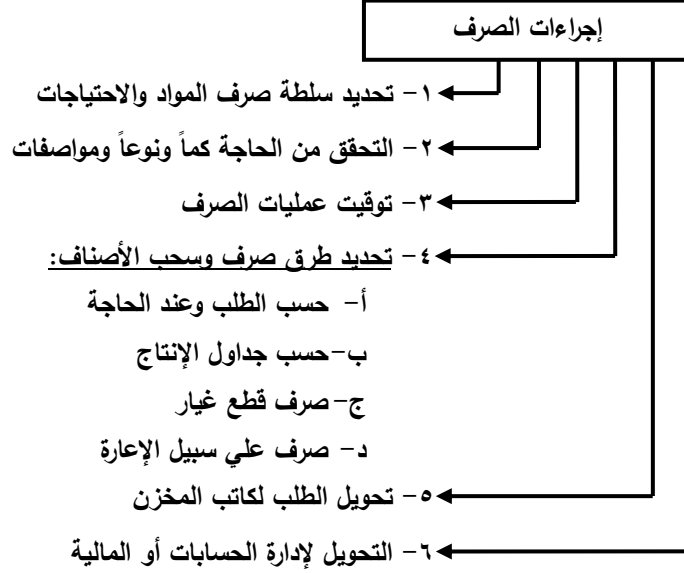 إجراءات الصرف
١- تحديد سلطة صرف المواد والاحتياجات
٢- التحقق من الحاجة كماً ونوعاً ومواصفات
٣- توقيت عمليات الصرف
٤- تحديد طرق صرف وسحب الأصناف:
أ- حسب الطلب وعند الحاجة
ب-حسب جداول الإنتاج
ج-صرف قطع غيار
د- صرف علي سبيل الإعارة
٥- تحويل الطلب لكاتب المخزن
٦- التحويل لإدارة الحسابات أو المالية